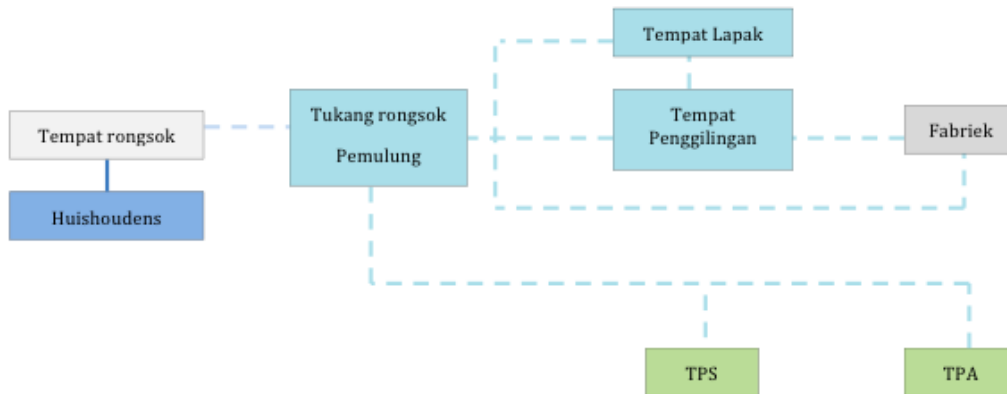 Tempat Lapak
Tukang rongsok
Pemulung
Tempat
Penggilingan
Fabriek
Tempat rongsok
Huishoudens
TPS
TPA